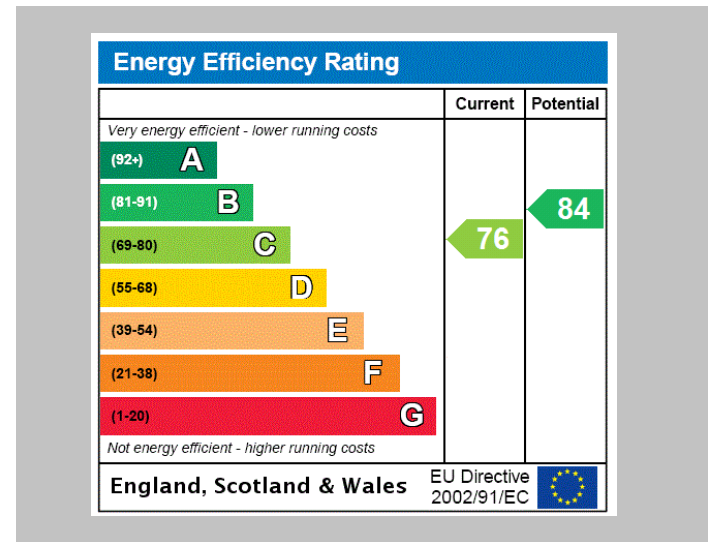 Energy Efficiency Rating
Current Potential
Very energy efficient - lower running costs
(92+) A
(81-91) B
84
(69-80) C
76
(55-68) D
(39-54) E
(21-38) F
(1-20) G
Not energy efficient - higher running costs
England, Scotland & Wales
EU Directive
2002/91/EC